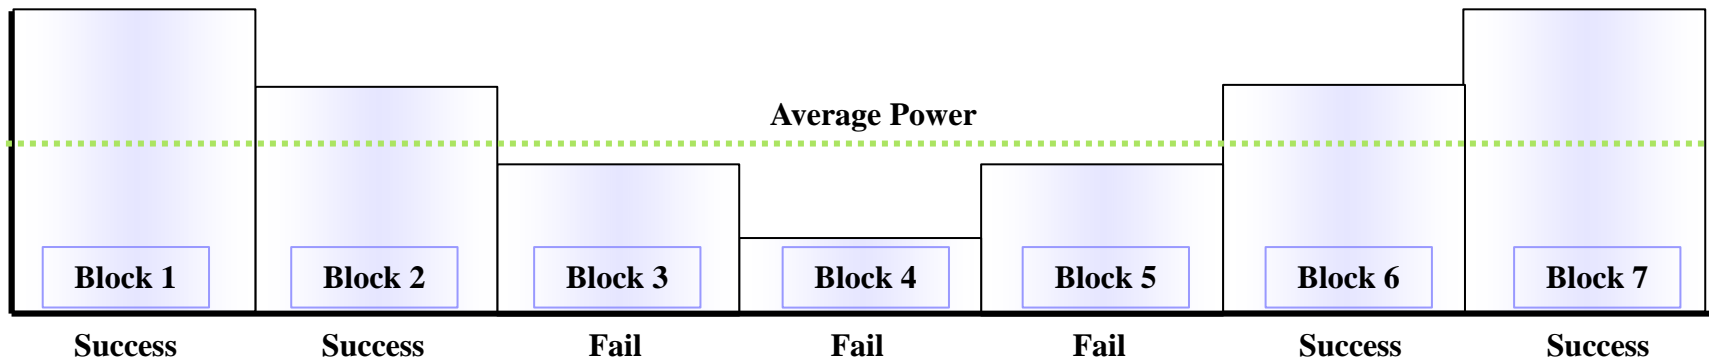 Average Power
Block 1 Block 2 Block 3 Block 4 Block 5 Block 6 Block 7
Success Success Fail Fail Fail Success Success